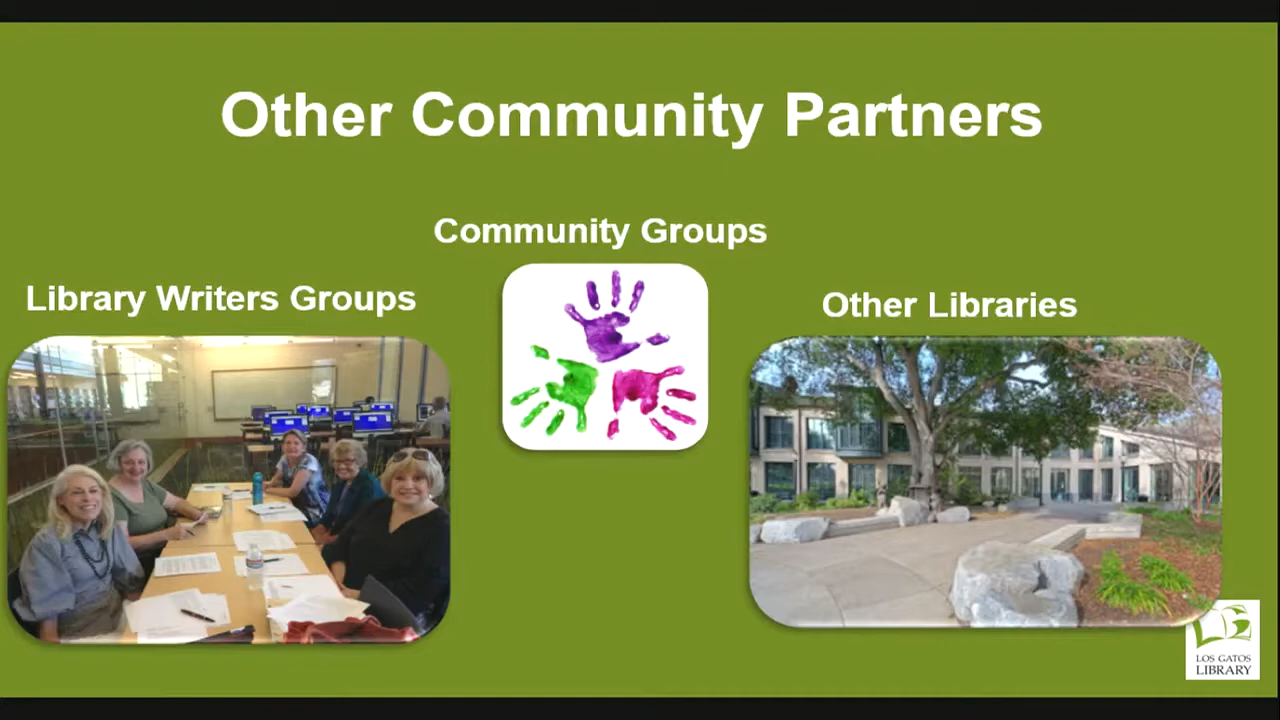 Other Community Partners
Community Groups
Library Writers Groups
Other Libraries
LOS GATOS
LIBRARY